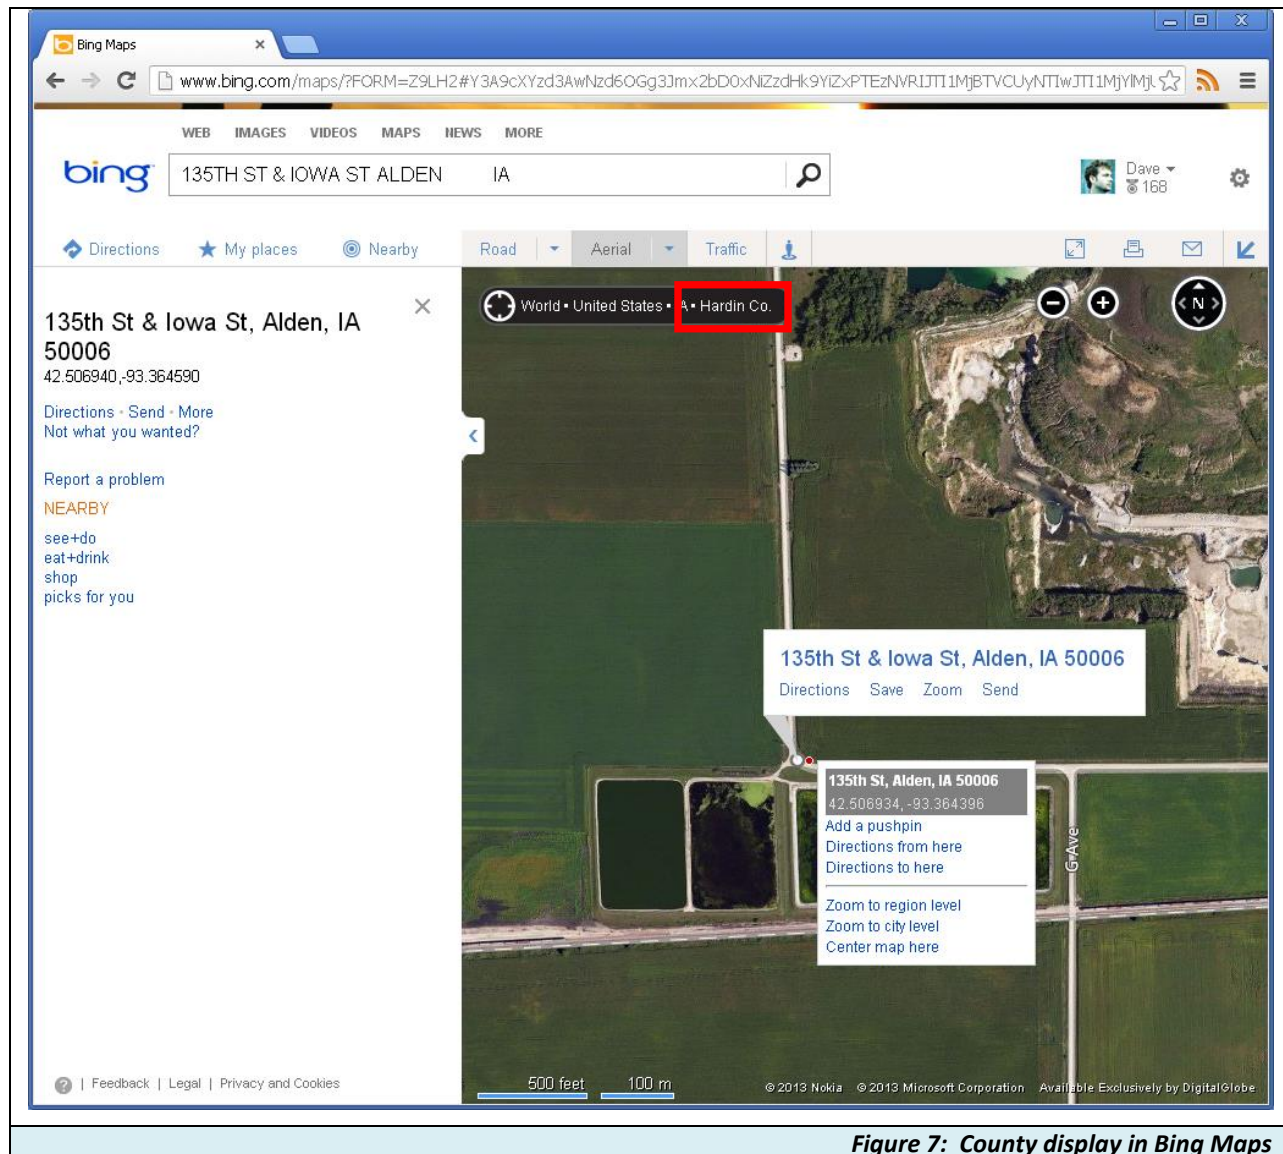 Bing Maps
www.bing.com/maps/?FORM=Z9LH2#Y3A9cXYzd3AwNzd6OGg3Jmx2bD0xNiZzdHk9YiZxPTEzNVRIJTI1MjBTVCUyNTIwJTI1MjYlMjU
WEB IMAGES VIDEOS MAPS NEWS MORE
bing 135TH ST & IOWA ST ALDEN IA
Dave
168
Directions My places Nearby Road Aerial Traffic
World • United States • IA • Hardin Co.
N
135th St & Iowa St, Alden, IA
50006
42.506940,-93.364590
Directions · Send · More
Not what you wanted?
Report a problem
NEARBY
see+do
eat+drink
shop
picks for you
135th St & Iowa St, Alden, IA 50006
Directions Save Zoom Send
135th St, Alden, IA 50006
42.506934, -93.364396
Add a pushpin
Directions from here
Directions to here
Zoom to region level
Zoom to city level
Center map here
G Ave
? | Feedback | Legal | Privacy and Cookies
500 feet 100 m
© 2013 Nokia © 2013 Microsoft Corporation Available Exclusively by DigitalGlobe
Figure 7: County display in Bing Maps